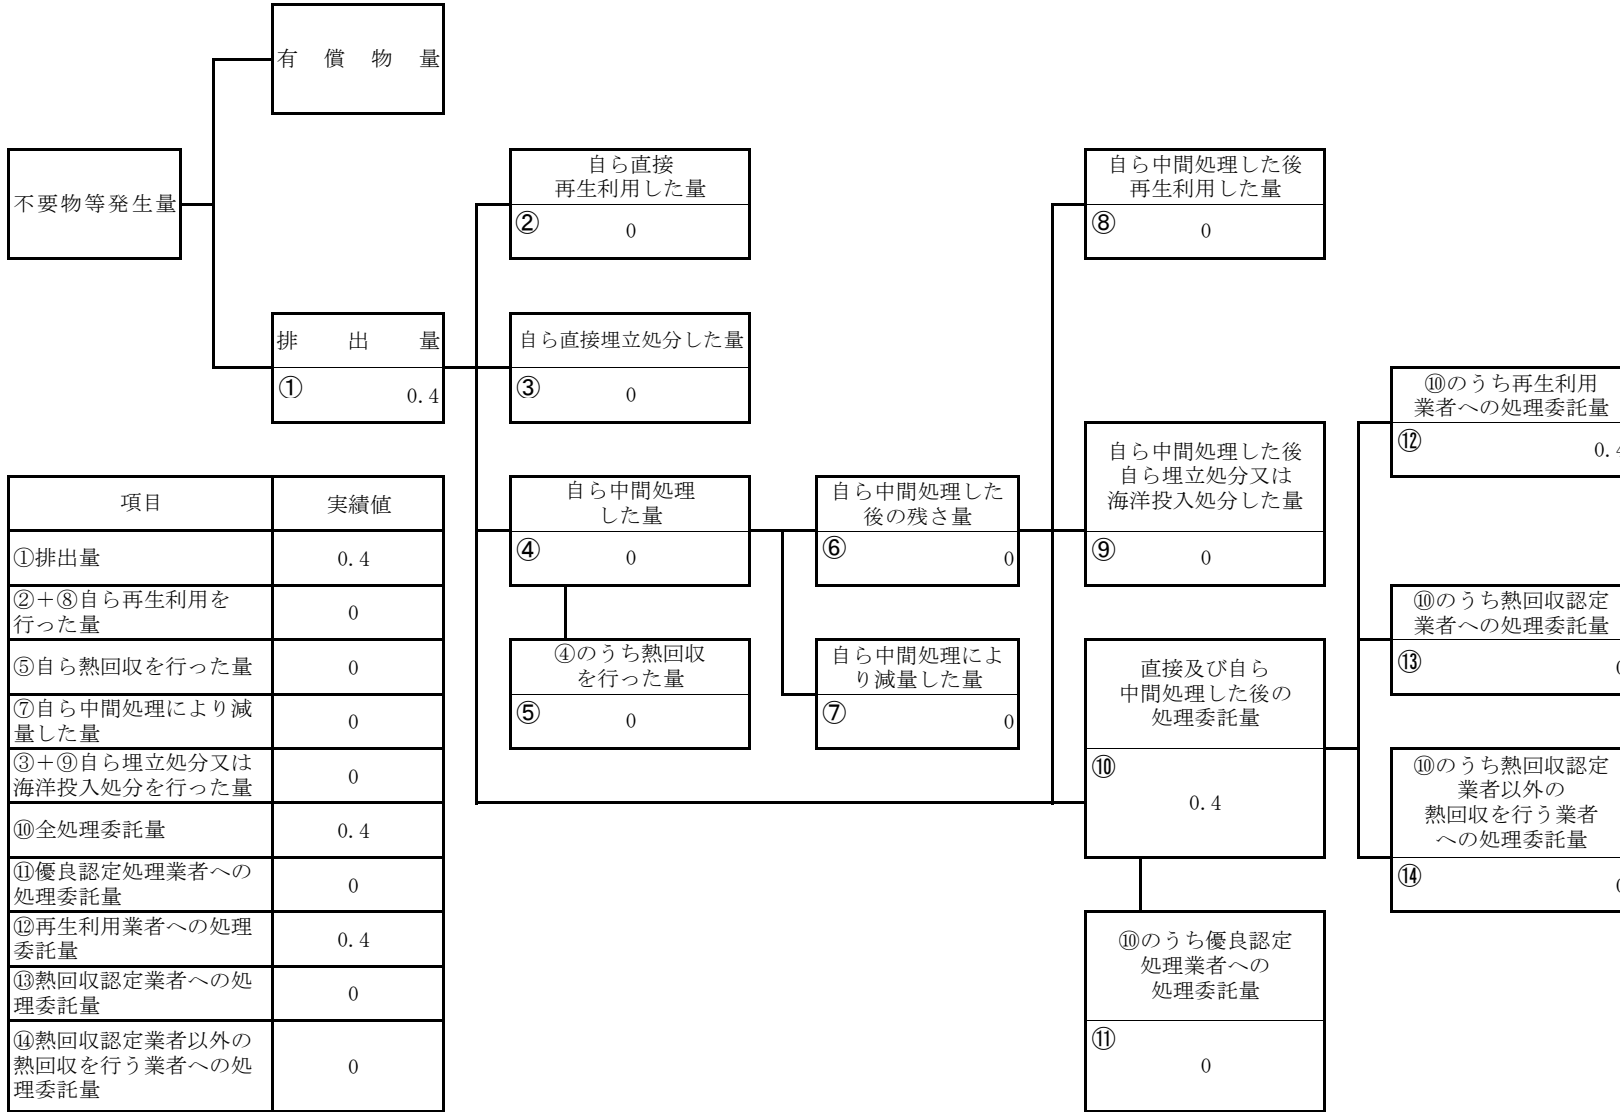 有償物量
不要物等発生量
排出量
①
0.4
自ら直接
再生利用した量
②
0
自ら直接埋立処分した量
③
0
自ら中間処理
した量
④
0
④のうち熱回収
を行った量
⑤
0
自ら中間処理した
後の残さ量
⑥
0
自ら中間処理によ
り減量した量
⑦
0
自ら中間処理した後
再生利用した量
⑧
0
自ら中間処理した後
自ら埋立処分又は
海洋投入処分した量
⑨
0
直接及び自ら
中間処理した後の
処理委託量
⑩
0.4
⑩のうち優良認定
処理業者への
処理委託量
⑪
0
⑩のうち再生利用
業者への処理委託量
⑫
0.4
⑩のうち熱回収認定
業者への処理委託量
⑬
0
⑩のうち熱回収認定
業者以外の
熱回収を行う業者
への処理委託量
⑭
0
項目
実績値
①排出量
0.4
②＋⑧自ら再生利用を
行った量
0
⑤自ら熱回収を行った量
0
⑦自ら中間処理により減
量した量
0
③＋⑨自ら埋立処分又は
海洋投入処分を行った量
0
⑩全処理委託量
0.4
⑪優良認定処理業者への
処理委託量
0
⑫再生利用業者への処理
委託量
0.4
⑬熱回収認定業者への処
理委託量
0
⑭熱回収認定業者以外の
熱回収を行う業者への処
理委託量
0